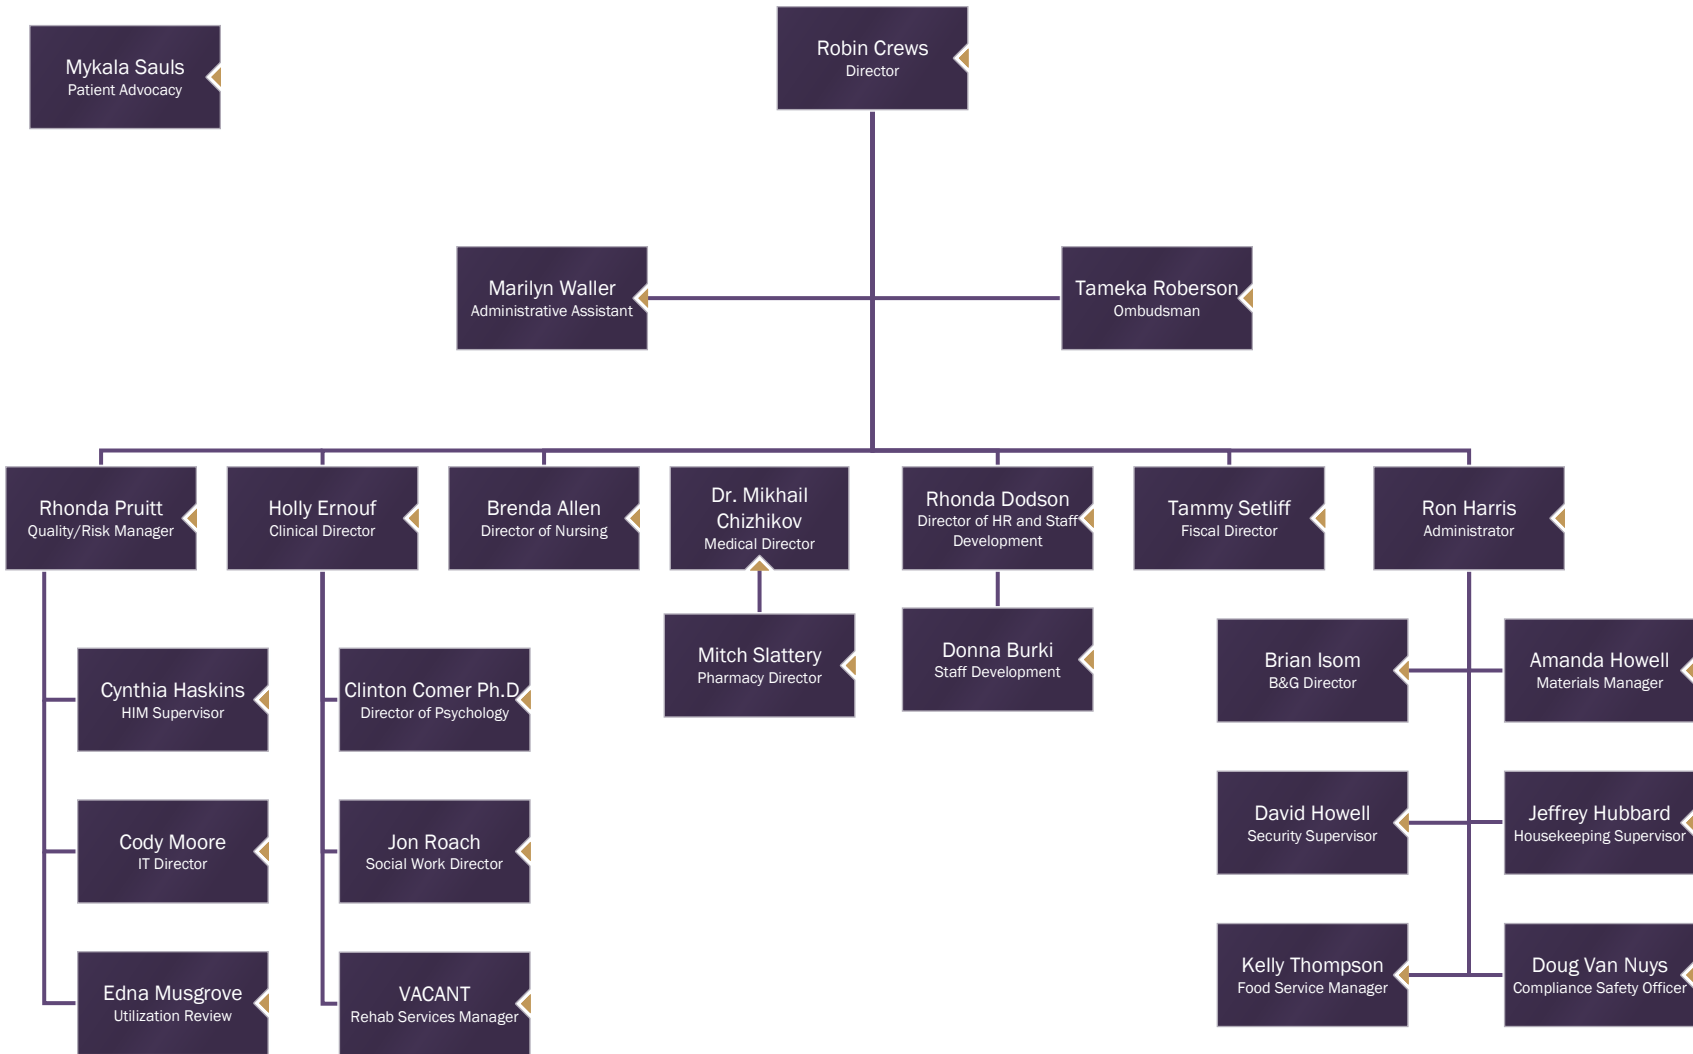 Mykala Sauls
Patient Advocacy
Robin Crews
Director
Marilyn Waller
Administrative Assistant
Tameka Roberson
Ombudsman
Rhonda Pruitt
Quality/Risk Manager
Holly Ernouf
Clinical Director
Brenda Allen
Director of Nursing
Dr. Mikhail
Chizhikov
Medical Director
Rhonda Dodson
Director of HR and Staff
Development
Tammy Setliff
Fiscal Director
Ron Harris
Administrator
Cynthia Haskins
HIM Supervisor
Cody Moore
IT Director
Edna Musgrove
Utilization Review
Clinton Comer Ph.D
Director of Psychology
Jon Roach
Social Work Director
VACANT
Rehab Services Manager
Mitch Slattery
Pharmacy Director
Donna Burki
Staff Development
Brian Isom
B&G Director
Amanda Howell
Materials Manager
David Howell
Security Supervisor
Jeffrey Hubbard
Housekeeping Supervisor
Kelly Thompson
Food Service Manager
Doug Van Nuys
Compliance Safety Officer